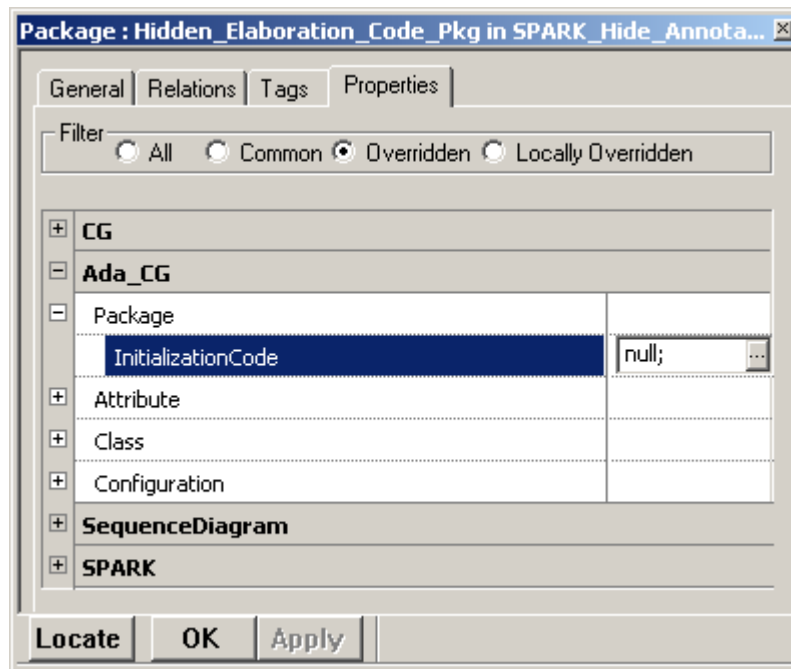 Package : Hidden_Elaboration_Code_Pkg in SPARK_Hide_Annota...
General Relations Tags Properties
Filter
All Common Overridden Locally Overridden
CG
Ada_CG
Package
InitializationCode null; ...
Attribute
Class
Configuration
SequenceDiagram
SPARK
Locate OK Apply